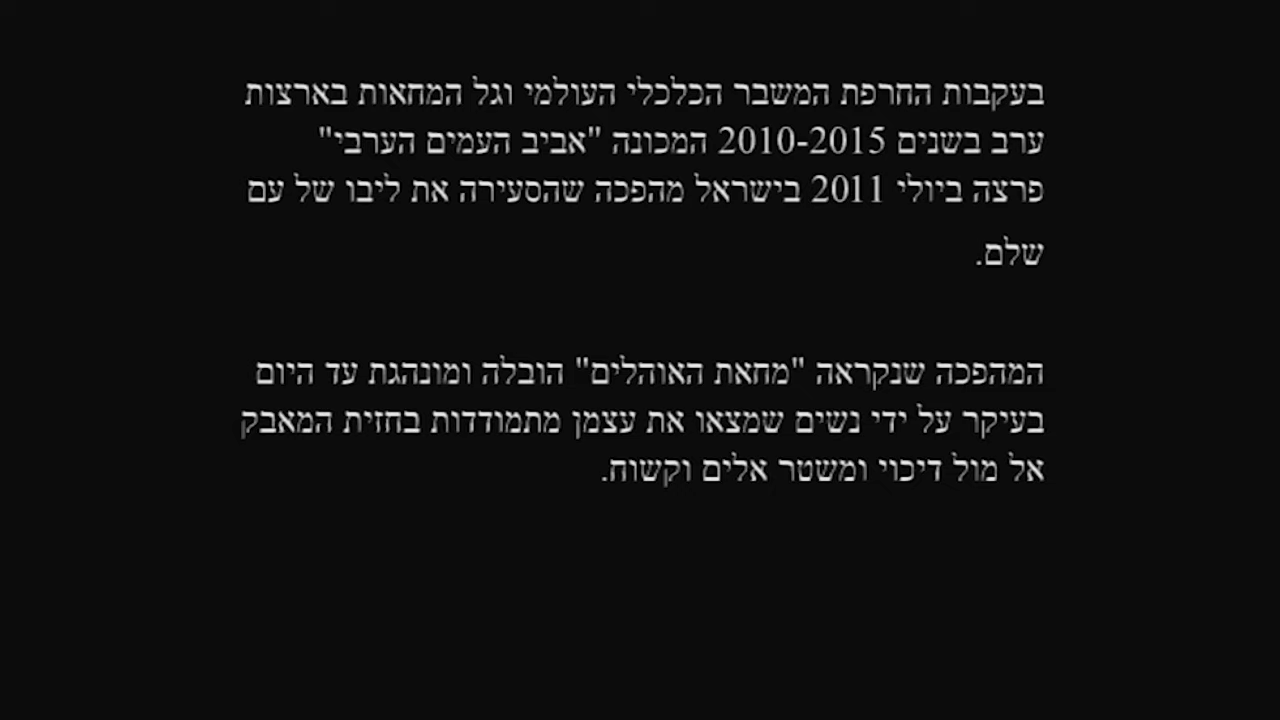 בעקבות החרפת המשבר הכלכלי העולמי וגל המחאות בארצות
ערב בשנים 2010-2015 המכונה "אביב העמים הערבי"
פרצה ביולי 2011 בישראל מהפכה שהסעירה את ליבו של עם
שלם.
המהפכה שנקראה "מחאת האוהלים" הובלה ומונהגת עד היום
בעיקר על ידי נשים שמצאו את עצמן מתמודדות בחזית המאבק
אל מול דיכוי ומשטר אלים וקשוח.